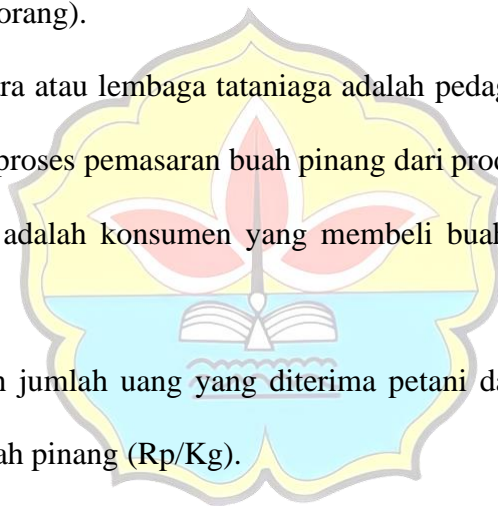 orang).
ra atau lembaga tataniaga adalah pedag
proses pemasaran buah pinang dari proc
adalah konsumen yang membeli buah
n jumlah uang yang diterima petani da
ah pinang (Rp/Kg).